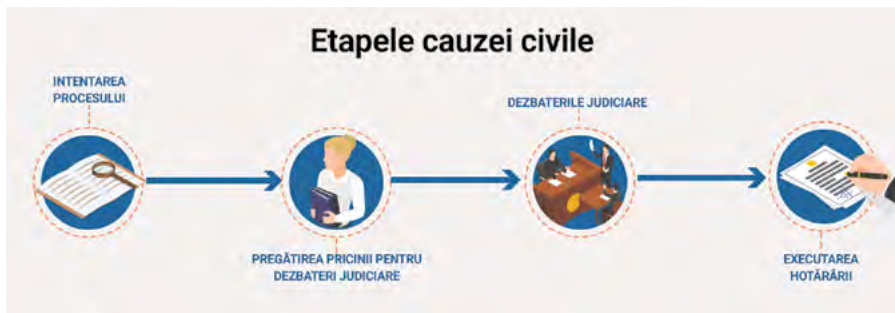 Etapele cauzei civile
INTENTAREA
PROCESULUI
PREGĂTIREA PRICINII PENTRU
DEZBATERI JUDICIARE
DEZBATERILE JUDICIARE
EXECUTAREA
HOTĂRÂRII